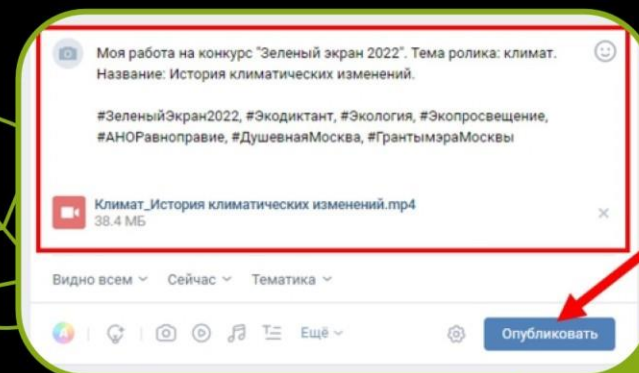 Моя работа на конкурс "Зеленый экран 2022". Тема ролика: климат.
Название: История климатических изменений.
#ЗеленыйЭкран2022, #Экодиктант, #Экология, #Экопросвещение,
#АНОРавноправие, #ДушевнаяМосква, #ГрантымэраМосквы
Климат_История климатических изменений.mp4
38.4 МБ
Видно всем Сейчас Тематика
Ещё Опубликовать